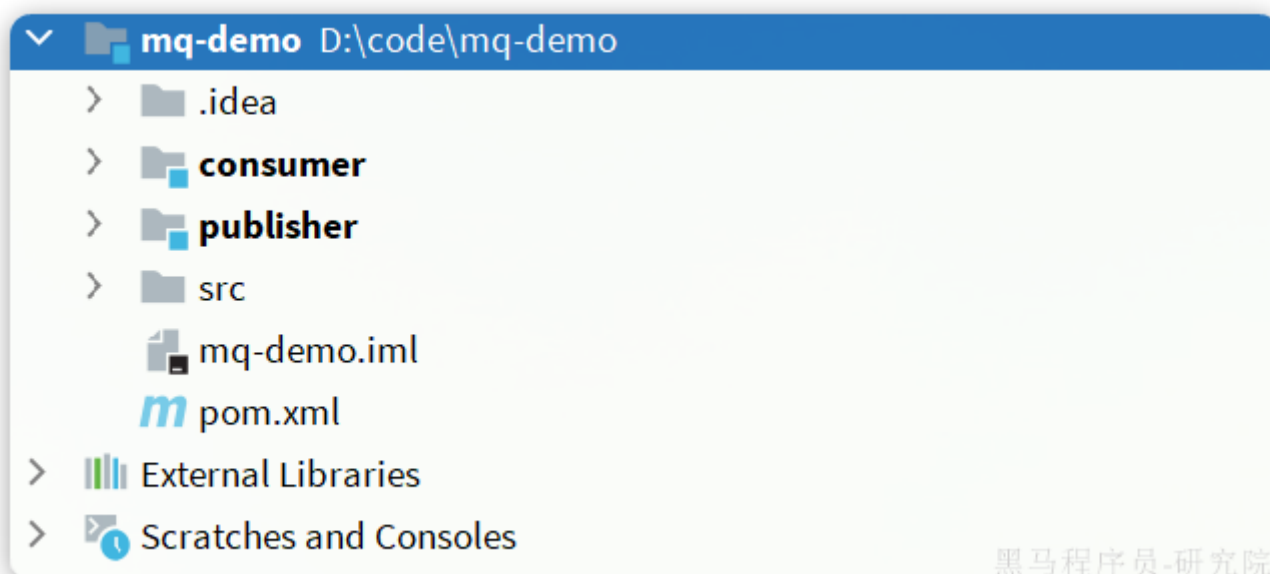 mq-demo D:\code\mq-demo
.idea
consumer
publisher
src
mq-demo.iml
m pom.xml
External Libraries
Scratches and Consoles
黑马程序员-研究院